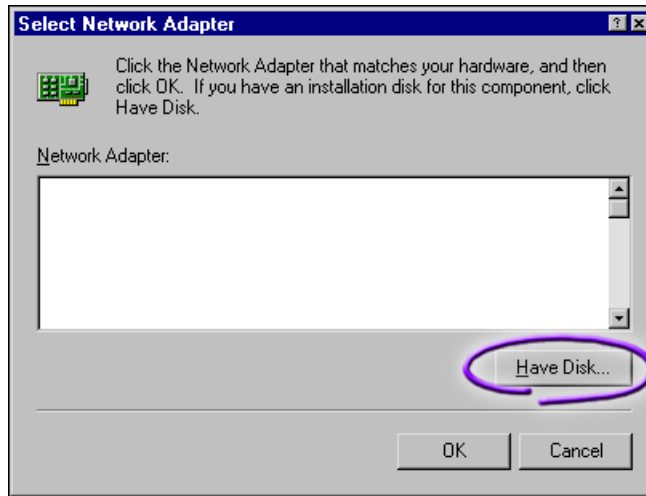 Select Network Adapter
Click the Network Adapter that matches your hardware, and then
click OK.  If you have an installation disk for this component, click
Have Disk.
Network Adapter:
Have Disk...
OK
Cancel